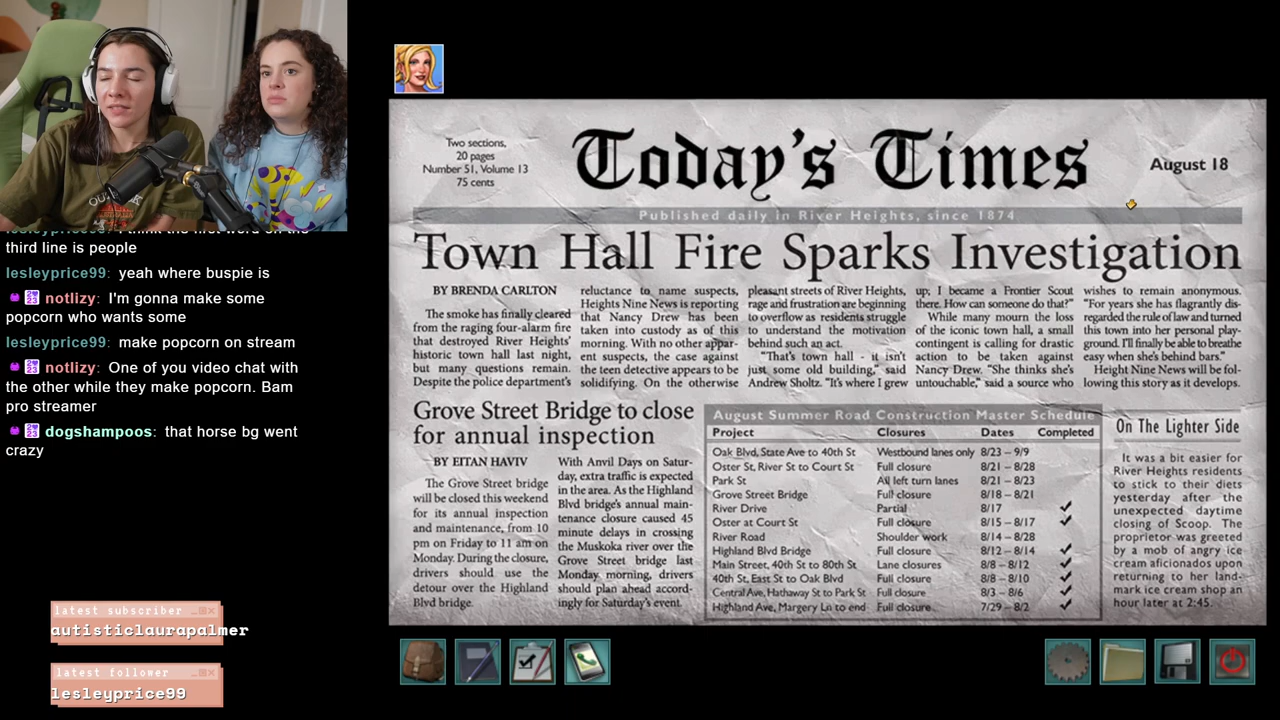 third line is people
lesleyprice99: yeah where buspie is
notlizy: I'm gonna make some
popcorn who wants some
lesleyprice99: make popcorn on stream
notlizy: One of you video chat with
the other while they make popcorn. Bam
pro streamer
dogshampoos: that horse bg went
crazy
latest subscriber
autisticlaurapalmer
latest follower
lesleyprice99
Two sections,
20 pages
Number 51, Volume 13
75 cents
Today's Times
August 18
Published daily in River Heights, since 1874
Town Hall Fire Sparks Investigation
BY BRENDA CARLTON
The smoke has finally cleared
from the raging four-alarm fire
that destroyed River Heights'
historic town hall last night,
but many questions remain.
Despite the police department's
reluctance to name suspects,
Heights Nine News is reporting
that Nancy Drew has been
taken into custody as of this
morning. With no other appar-
ent suspects, the case against
the teen detective appears to be
solidifying. On the otherwise
pleasant streets of River Heights,
rage and frustration are beginning
to overflow as residents struggle
to understand the motivation
behind such an act.
"That's town hall - it isn't
just some old building," said
Andrew Sholtz. "It's where I grew
up, I became a Frontier Scout
there. How can someone do that?"
While many mourn the loss
of the iconic town hall, a small
contingent is calling for drastic
action to be taken against
Nancy Drew. "She thinks she's
untouchable," said a source who
wishes to remain anonymous.
"For years she has flagrantly dis-
regarded the rule of law and turned
this town into her personal play-
ground. I'll finally be able to breathe
easy when she's behind bars."
Height Nine News will be fol-
lowing this story as it develops.
Grove Street Bridge to close
for annual inspection
BY EITAN HAVIV
The Grove Street bridge
will be closed this weekend
for its annual inspection
and maintenance, from 10
pm on Friday to 11 am on
Monday. During the closure,
drivers should use the
detour over the Highland
Blvd bridge.
With Anvil Days on Satur-
day, extra traffic is expected
in the area. As the Highland
Blvd bridge's annual main-
tenance closure caused 45
minute delays in crossing
the Muskoka river over the
Grove Street bridge last
Monday morning, drivers
should plan ahead accord-
ingly for Saturday's event.
August Summer Road Construction Master Schedule
Project Closures Dates Completed
Oak Blvd, State Ave to 40th St Westbound lanes only 8/23 – 9/9
Oster St, River St to Court St Full closure 8/21 – 8/28
Park St All left turn lanes 8/21 – 8/23
Grove Street Bridge Full closure 8/18 – 8/21
River Drive Partial 8/17 ✓
Oster at Court St Full closure 8/15 – 8/17 ✓
River Road Shoulder work 8/14 – 8/28
Highland Blvd Bridge Full closure 8/12 – 8/14 ✓
Main Street, 40th St to 80th St Lane closures 8/8 – 8/12 ✓
40th St, East St to Oak Blvd Full closure 8/8 – 8/10 ✓
Central Ave, Hathaway St to Park St Full closure 8/3 – 8/6 ✓
Highland Ave, Margery Ln to end Full closure 7/29 – 8/2 ✓
On The Lighter Side
It was a bit easier for
River Heights residents
to stick to their diets
yesterday after the
unexpected daytime
closing of Scoop. The
proprietor was greeted
by a mob of angry ice
cream aficionados upon
returning to her land-
mark ice cream shop an
hour later at 2:45.